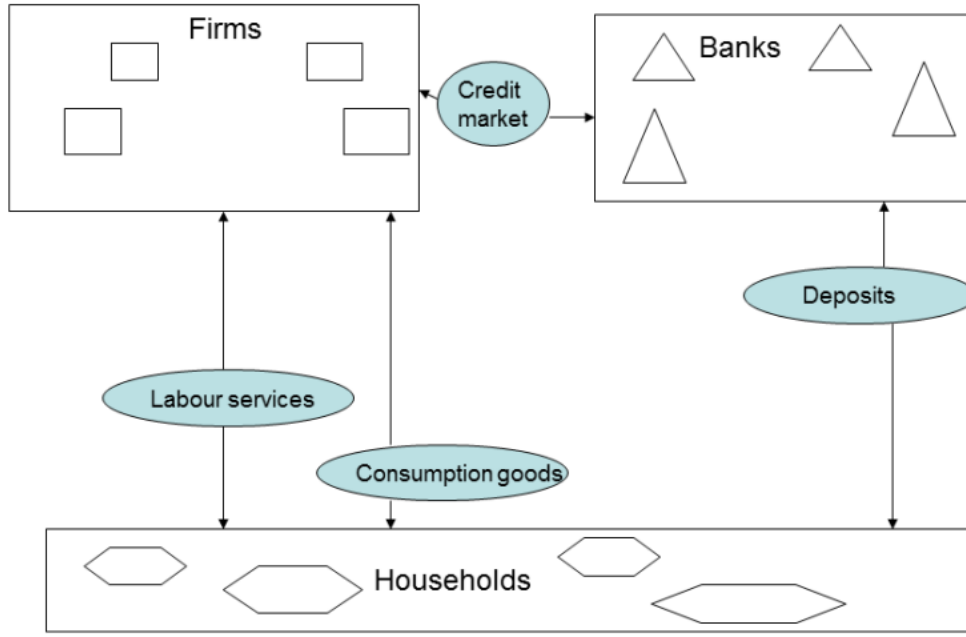 Firms
Banks
Credit
market
Deposits
Labour services
Consumption goods
Households